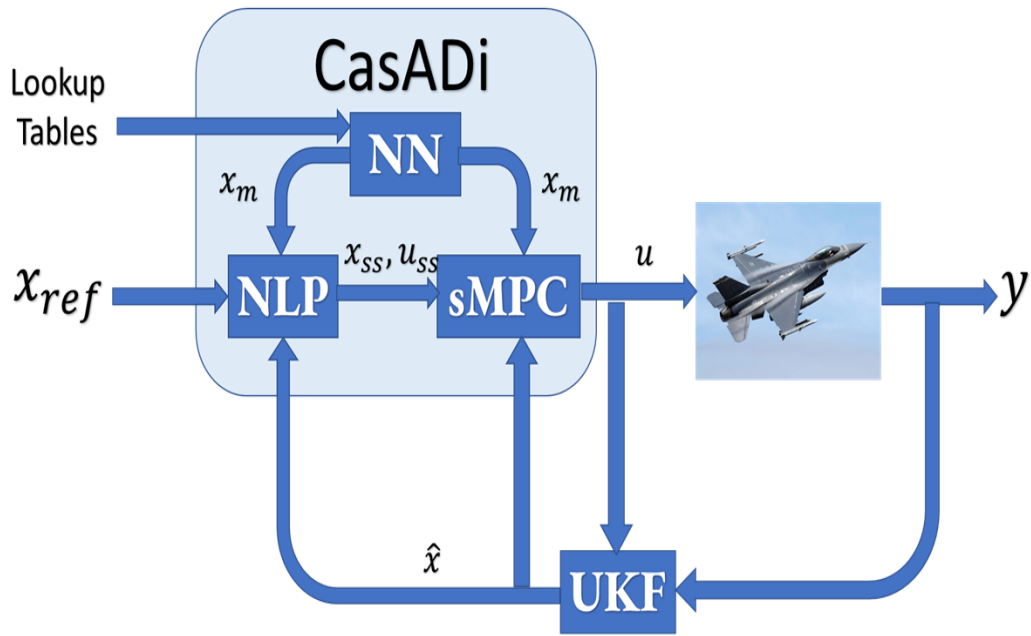 CasADi
Lookup
Tables
NN
x_m
x_m
x_ref
NLP
x_ss, u_ss
sMPC
u
y
x̂
UKF